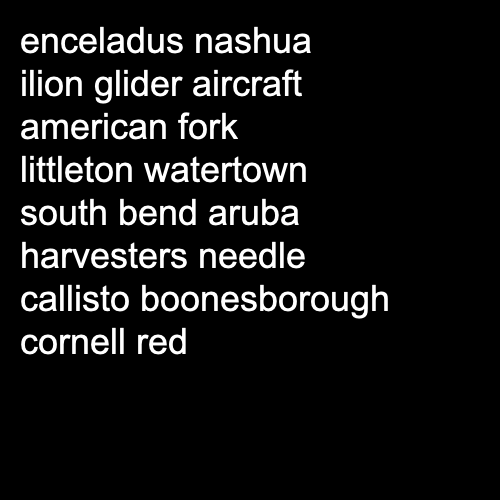 enceladus nashua
ilion glider aircraft
american fork
littleton watertown
south bend aruba
harvesters needle
callisto boonesborough
cornell red